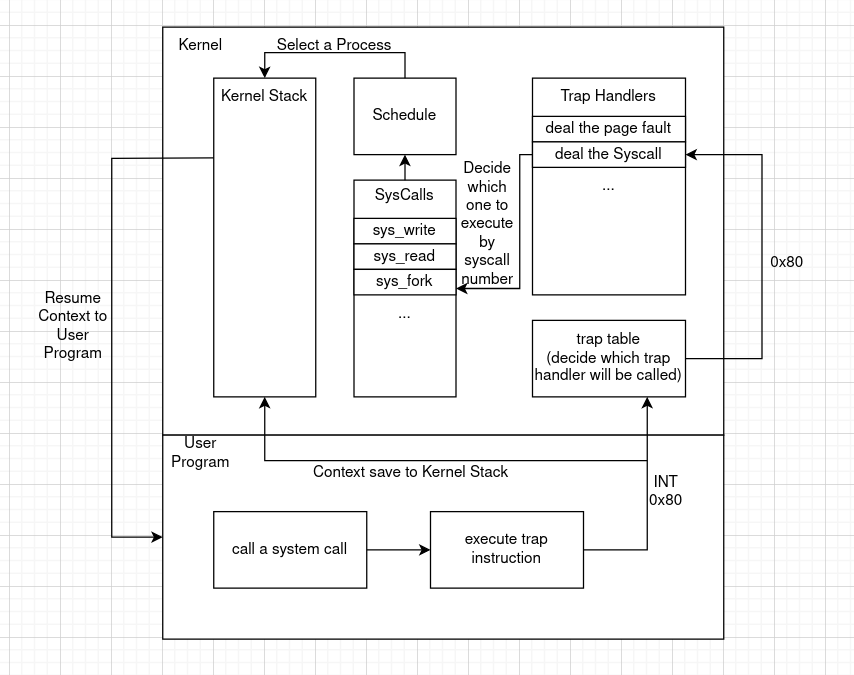 Kernel
Select a Process
Kernel Stack
Schedule
Trap Handlers
deal the page fault
deal the Syscall
...
Decide
which
one to
execute
by
syscall
number
SysCalls
sys_write
sys_read
sys_fork
...
0x80
Resume
Context to
User
Program
trap table
(decide which trap
handler will be called)
User
Program
Context save to Kernel Stack
INT
0x80
call a system call
execute trap
instruction